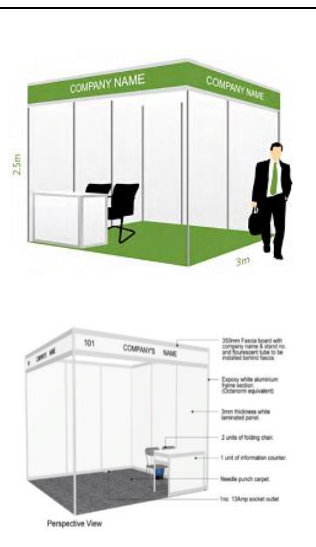 COMPANY NAME
COMPANY NAME
2.5m
3m
101
COMPANY'S NAME
350mm Fascia board with
company name & stand no
and flourescent tube to be
installed behind fascia.
Expoxy white aluminium
frame section
(Octanorm equivalent)
3mm thickness white
laminated panel.
2 units of folding chair.
1 unit of information counter.
Needle punch carpet.
1no. 13Amp socket outlet
Perspective View